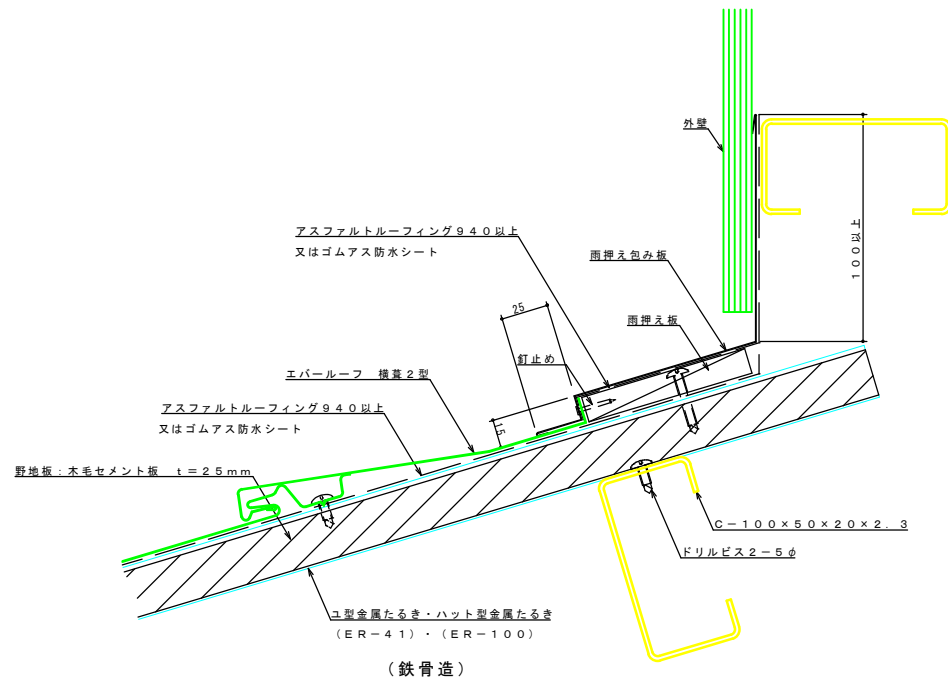 外壁
アスファルトルーフィング９４０以上
又はゴムアス防水シート
雨押え包み板
１００以上
25
雨押え板
釘止め
エバールーフ　横葺２型
15
アスファルトルーフィング９４０以上
又はゴムアス防水シート
野地板：木毛セメント板　ｔ＝２５ｍｍ
Ｃ－１００×５０×２０×２．３
ドリルビス２－５φ
ユ型金属たるき・ハット型金属たるき
（ＥＲ－４１）・（ＥＲ－１００）
（鉄骨造）